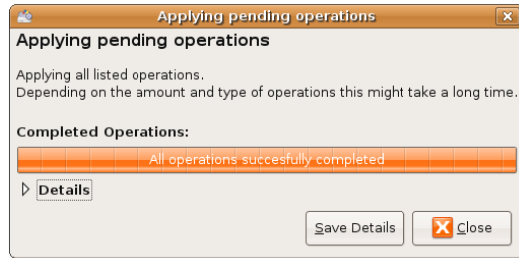 Applying pending operations
Applying pending operations
Applying all listed operations.
Depending on the amount and type of operations this might take a long time.
Completed Operations:
All operations succesfully completed
Details
Save Details
Close